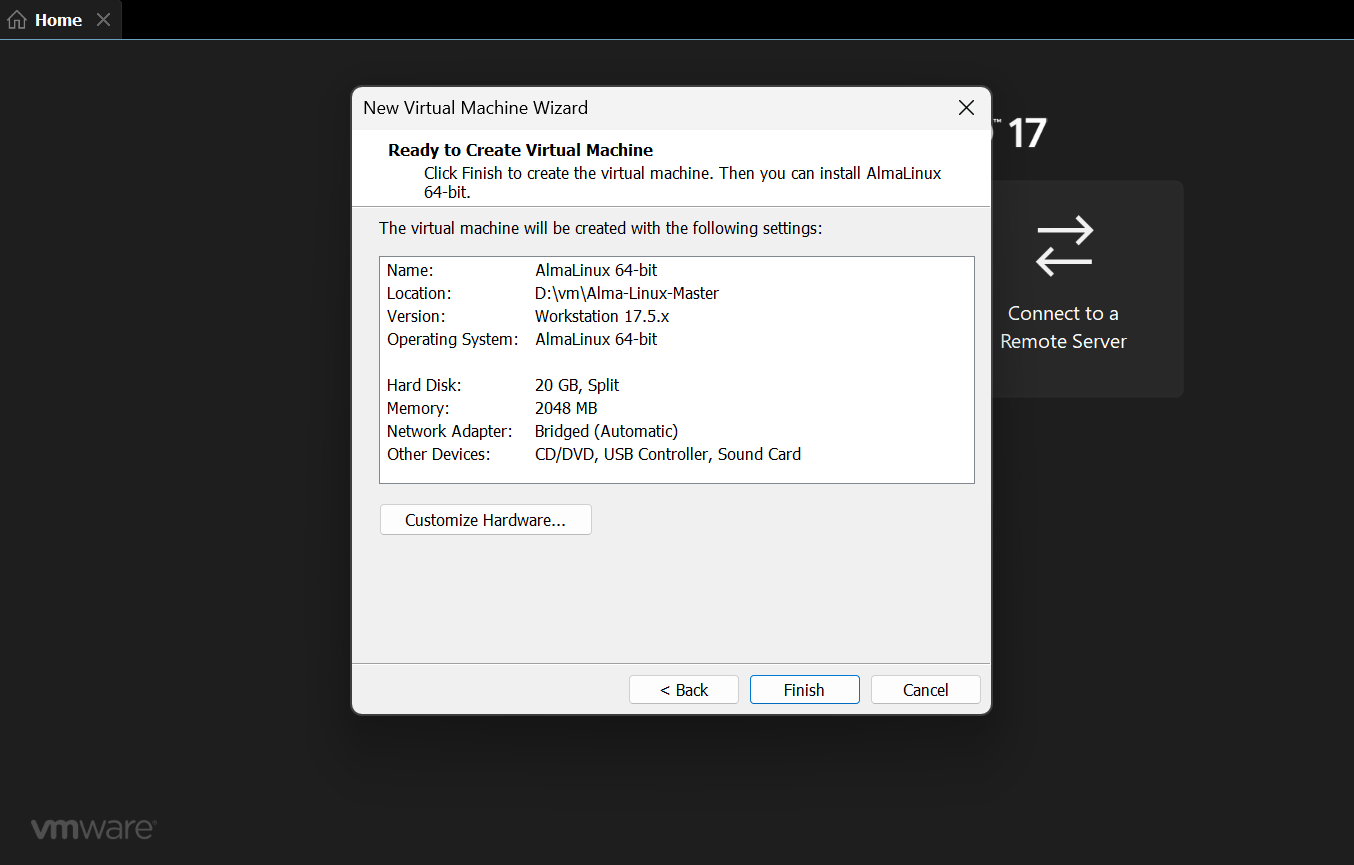 Home
™ 17
New Virtual Machine Wizard
Ready to Create Virtual Machine
Click Finish to create the virtual machine. Then you can install AlmaLinux
64-bit.
The virtual machine will be created with the following settings:
Name: AlmaLinux 64-bit
Location: D:\vm\Alma-Linux-Master
Version: Workstation 17.5.x
Operating System: AlmaLinux 64-bit
Hard Disk: 20 GB, Split
Memory: 2048 MB
Network Adapter: Bridged (Automatic)
Other Devices: CD/DVD, USB Controller, Sound Card
Customize Hardware...
< Back
Finish
Cancel
Connect to a
Remote Server
vmware®